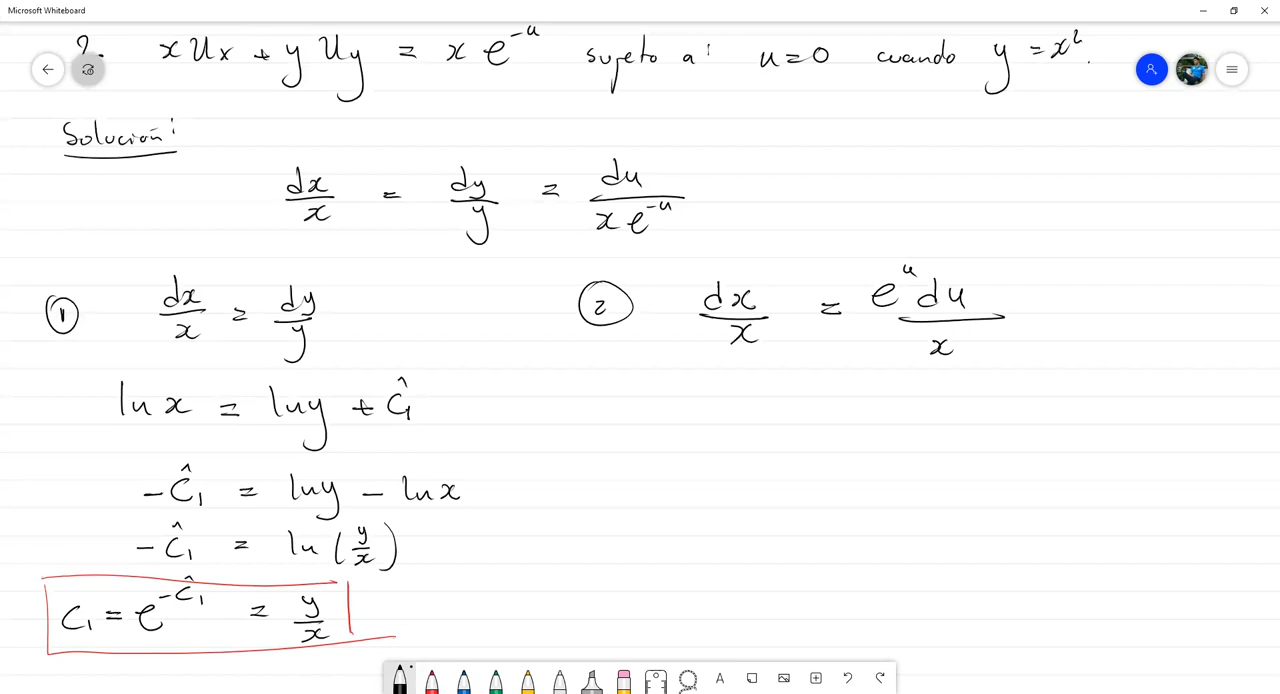 Microsoft Whiteboard
2. x Ux + y Uy = x e^{-u} sujeto a: u=0 cuando y = x².
Solución:
dx/x = dy/y = du/(x e^{-u})
① dx/x = dy/y
② dx/x = e^u du/x
ln x = ln y + Ĉ₁
-Ĉ₁ = ln y - ln x
-Ĉ₁ = ln (y/x)
C₁ = e^{-Ĉ₁} = y/x
A